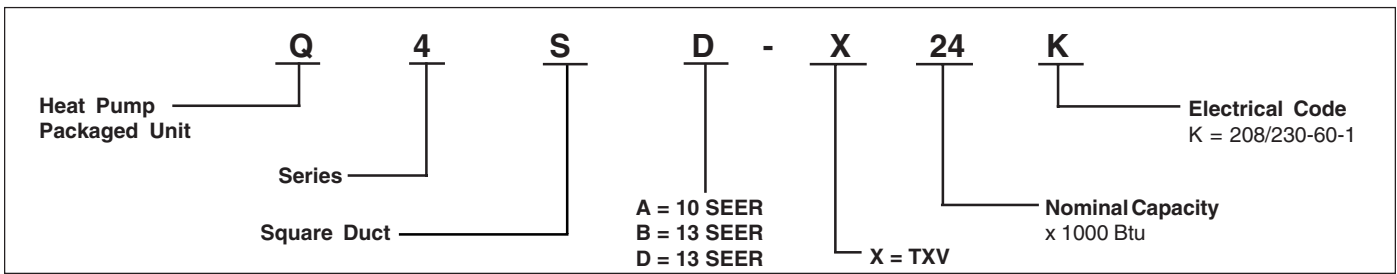 Q 4 S D - X 24 K
Heat Pump
Packaged Unit
Series
Square Duct
A = 10 SEER
B = 13 SEER
D = 13 SEER
X = TXV
Nominal Capacity
x 1000 Btu
Electrical Code
K = 208/230-60-1